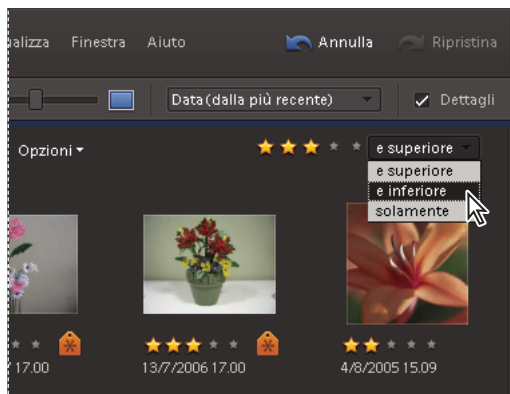 alizza Finestra Aiuto Annulla Ripristina
Data (dalla più recente) Dettagli
Opzioni e superiore
e superiore
e inferiore
solamente
17.00 13/7/2006 17.00 4/8/2005 15.09